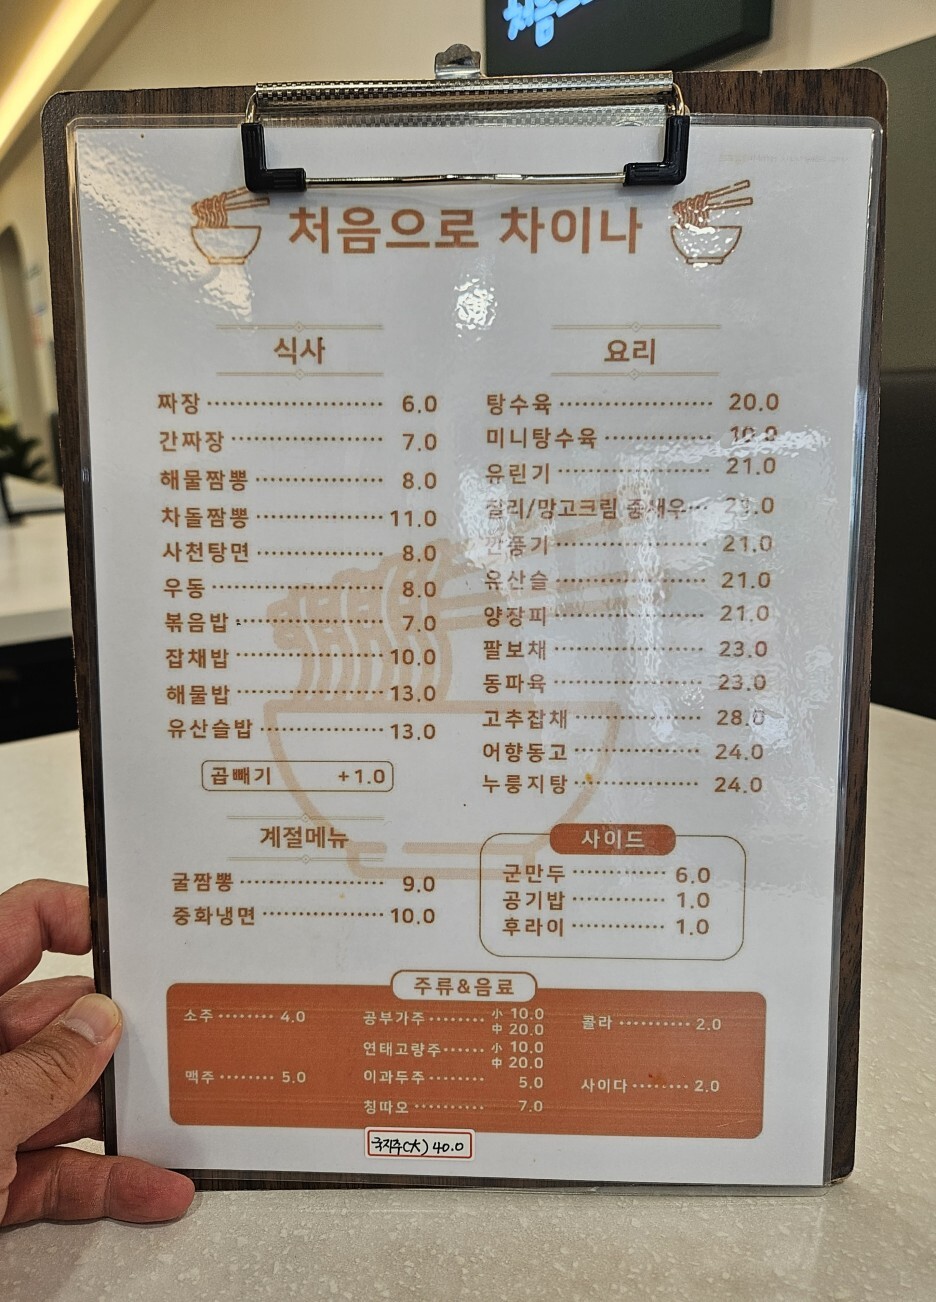 처음으로 차이나
식사
짜장 6.0
간짜장 7.0
해물짬뽕 8.0
차돌짬뽕 11.0
사천탕면 8.0
우동 8.0
볶음밥 7.0
잡채밥 10.0
해물밥 13.0
유산슬밥 13.0
곱빼기 +1.0
계절메뉴
굴짬뽕 9.0
중화냉면 10.0
요리
탕수육 20.0
미니탕수육
유린기 21.0
칠리/망고크림 중새우
깐풍기 21.0
유산슬 21.0
양장피 21.0
팔보채 23.0
동파육 23.0
고추잡채 28.0
어향동고 24.0
누룽지탕 24.0
사이드
군만두 6.0
공기밥 1.0
후라이 1.0
주류&음료
소주 4.0
맥주 5.0
공부가주 小 10.0
中 20.0
연태고량주 小 10.0
中 20.0
이과두주 5.0
칭따오 7.0
콜라 2.0
사이다 2.0
(大) 40.0